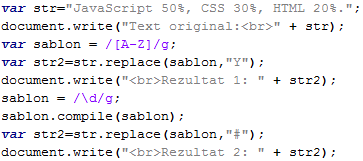 var str="JavaScript 50%, CSS 30%, HTML 20%.";
document.write("Text original:<br>" + str);
var sablon = /[A-Z]/g;
var str2=str.replace(sablon,"Y");
document.write("<br>Rezultat 1: " + str2);
sablon = /\d/g;
sablon.compile(sablon);
var str2=str.replace(sablon,"#");
document.write("<br>Rezultat 2: " + str2);